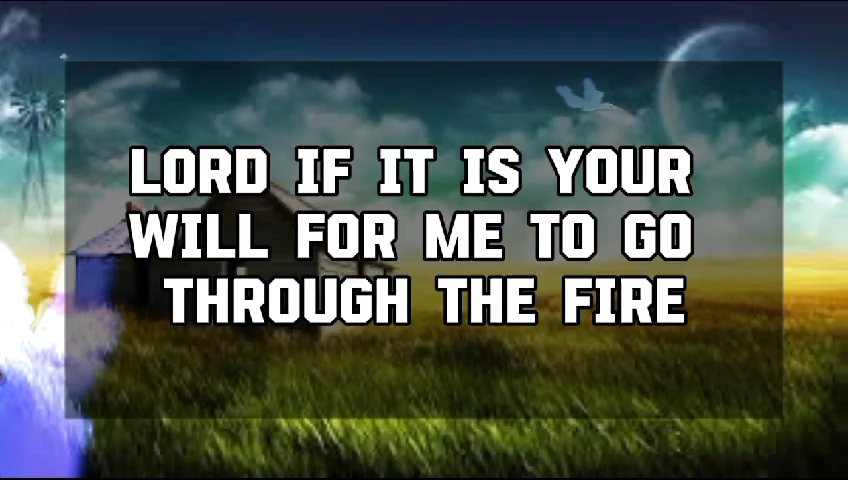 LORD IF IT IS YOUR
WILL FOR ME TO GO
THROUGH THE FIRE